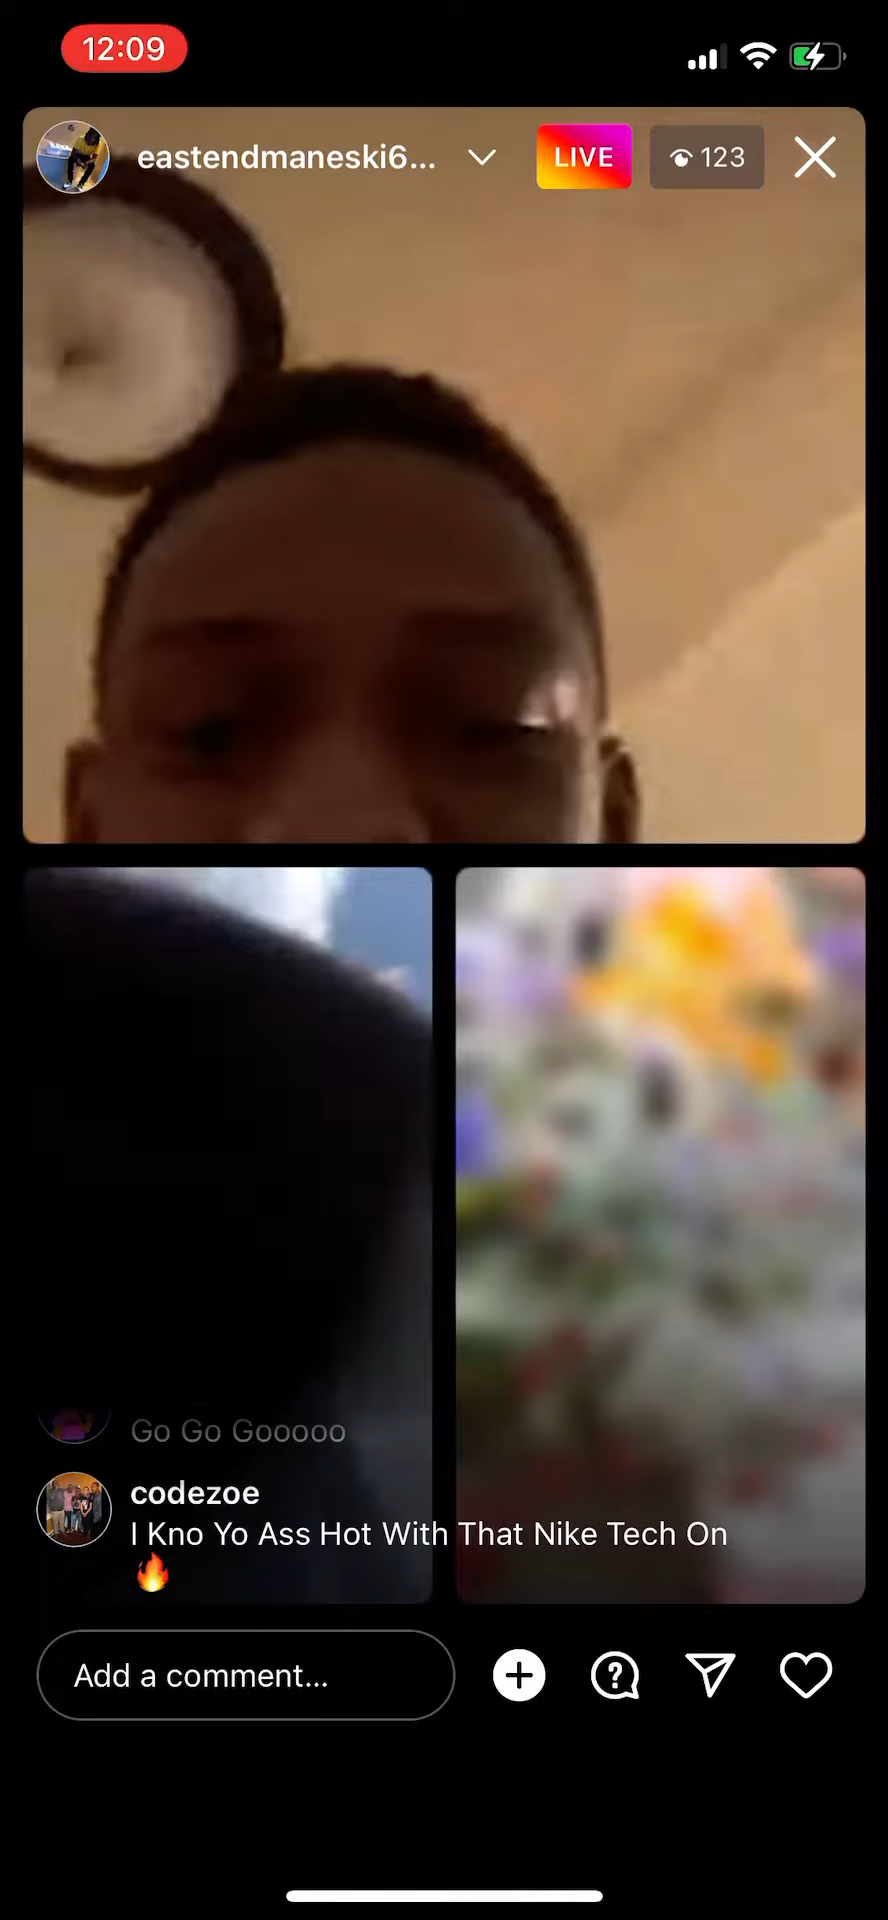 12:09
eastendmaneski6...
LIVE
123
Go Go Gooooo
codezoe
I Kno Yo Ass Hot With That Nike Tech On
🔥
Add a comment...